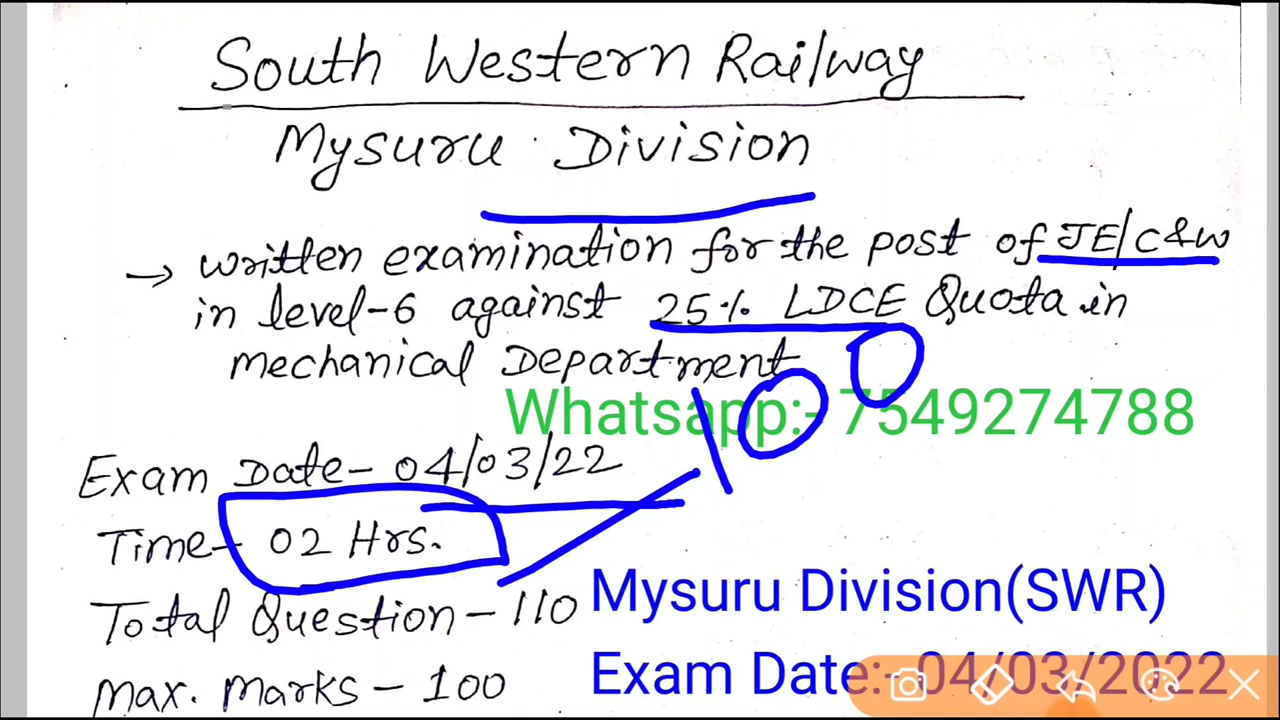 South Western Railway
Mysuru Division
→ written examination for the post of JE/C&W
in level-6 against 25% LDCE Quota in
mechanical Department
100
Whatsapp:- 7549274788
Exam Date- 04/03/22
Time- 02 Hrs.
Total Question - 110
Mysuru Division(SWR)
Max. Marks - 100
Exam Date:- 04/03/2022